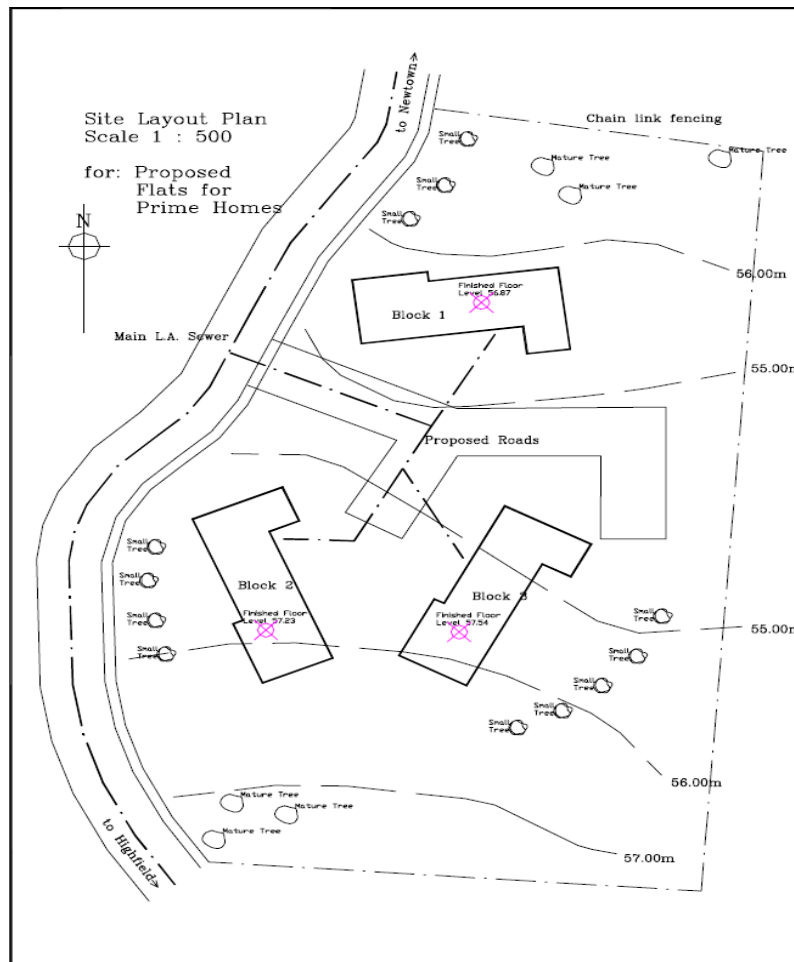 to Newtown
Site Layout Plan
Scale 1 : 500
for: Proposed
Flats for
Prime Homes
N
Chain link fencing
Small
Tree
Mature Tree
Mature Tree
Mature Tree
Small
Tree
Small
Tree
56.00m
Finished Floor
Level 56.87
Block 1
Main L.A. Sewer
55.00m
Proposed Roads
Small
Tree
Small
Tree
Block 2
Block 3
Finished Floor
Level 57.23
Finished Floor
Level 57.54
Small
Tree
Small
Tree
Small
Tree
55.00m
Small
Tree
Small
Tree
Small
Tree
Small
Tree
56.00m
Mature Tree
Mature Tree
Mature Tree
to Highfield
57.00m